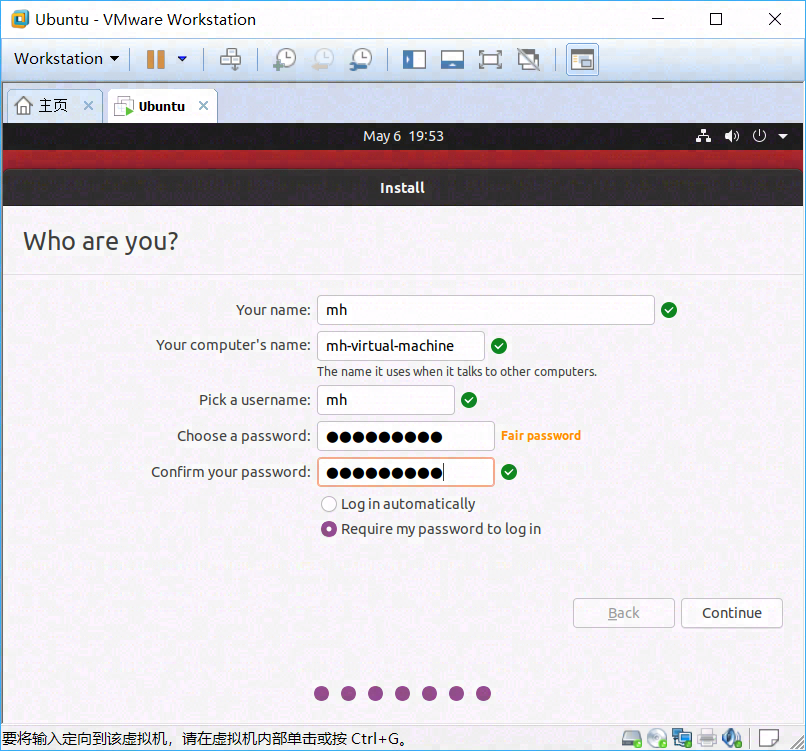 Ubuntu - VMware Workstation
Workstation
主页
Ubuntu
May 6 19:53
Install
Who are you?
Your name: mh
Your computer's name: mh-virtual-machine
The name it uses when it talks to other computers.
Pick a username: mh
Choose a password: ●●●●●●●●● Fair password
Confirm your password: ●●●●●●●●●
Log in automatically
Require my password to log in
Back Continue
要将输入定向到该虚拟机，请在虚拟机内部单击或按 Ctrl+G。